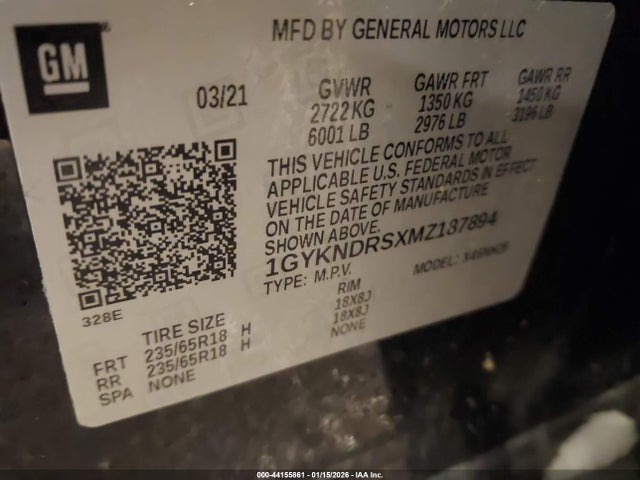 GM
MFD BY GENERAL MOTORS LLC
03/21
GVWR GAWR FRT GAWR RR
2722 KG 1350 KG 1450 KG
6001 LB 2976 LB 3196 LB
THIS VEHICLE CONFORMS TO ALL
APPLICABLE U.S. FEDERAL MOTOR
VEHICLE SAFETY STANDARDS IN EFFECT
ON THE DATE OF MANUFACTURE
SHOWN ABOVE.
1GYKNDRSXMZ137894
TYPE: M.P.V. MODEL:
328E
TIRE SIZE RIM
FRT 235/65R18 H 18X8J
RR 235/65R18 H 18X8J
SPA NONE NONE
000-44155861 - 01/15/2026 - IAA Inc.